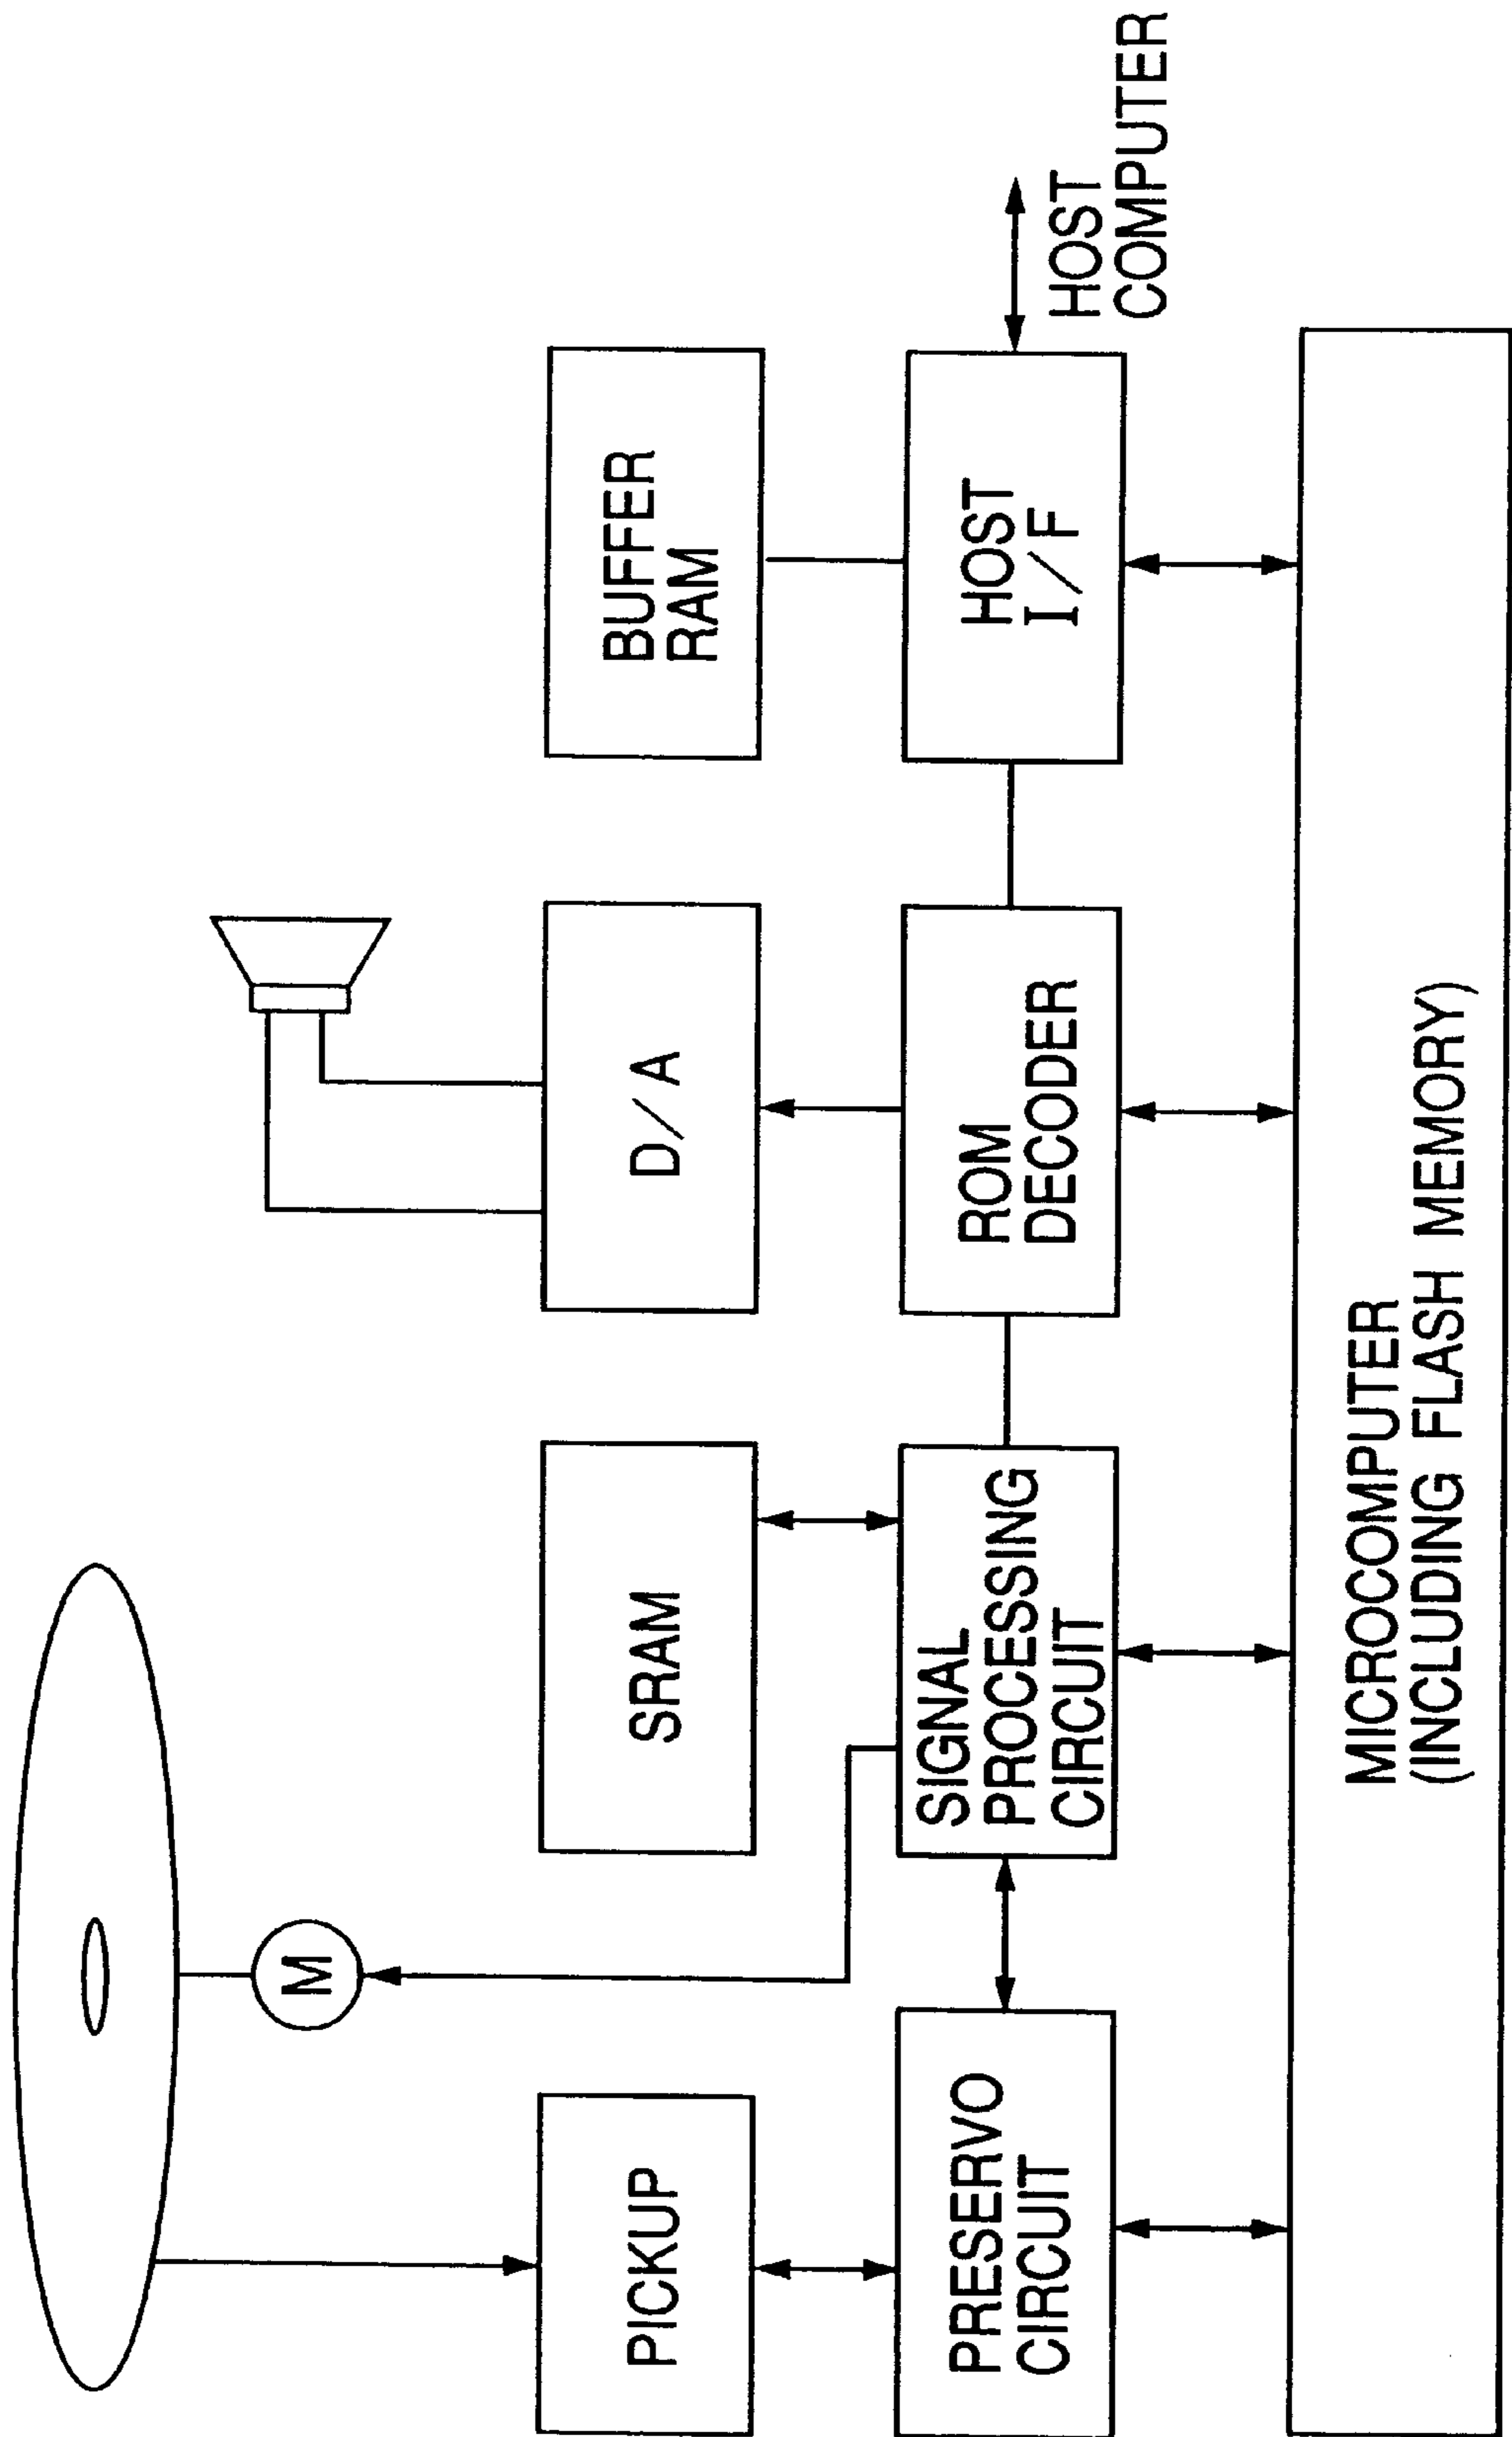 M
PICKUP
SRAM
D/A
BUFFER
RAM
PRESERVO
CIRCUIT
SIGNAL
PROCESSING
CIRCUIT
ROM
DECODER
HOST
I/F
HOST
COMPUTER
MICROCOMPUTER
(INCLUDING FLASH MEMORY)